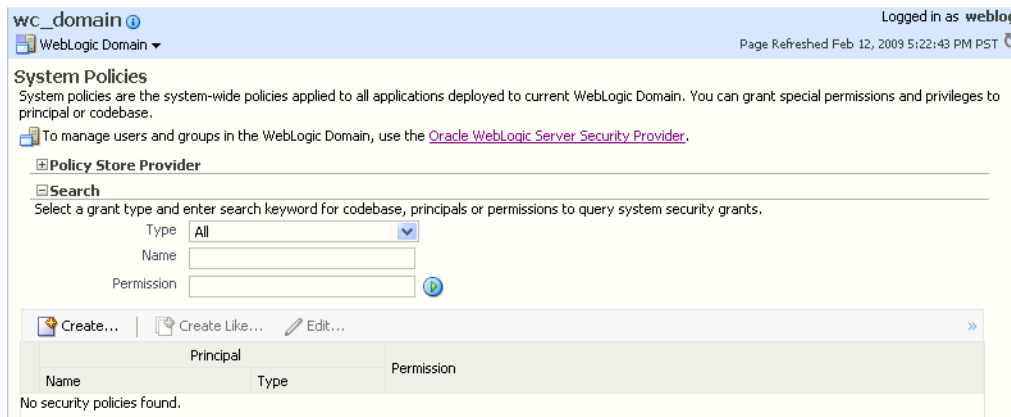 wc_domain
Logged in as weblog
WebLogic Domain
Page Refreshed Feb 12, 2009 5:22:43 PM PST
System Policies
System policies are the system-wide policies applied to all applications deployed to current WebLogic Domain. You can grant special permissions and privileges to
principal or codebase.
To manage users and groups in the WebLogic Domain, use the Oracle WebLogic Server Security Provider.
Policy Store Provider
Search
Select a grant type and enter search keyword for codebase, principals or permissions to query system security grants.
Type All
Name
Permission
Create... Create Like... Edit...
Principal
Permission
Name Type
No security policies found.